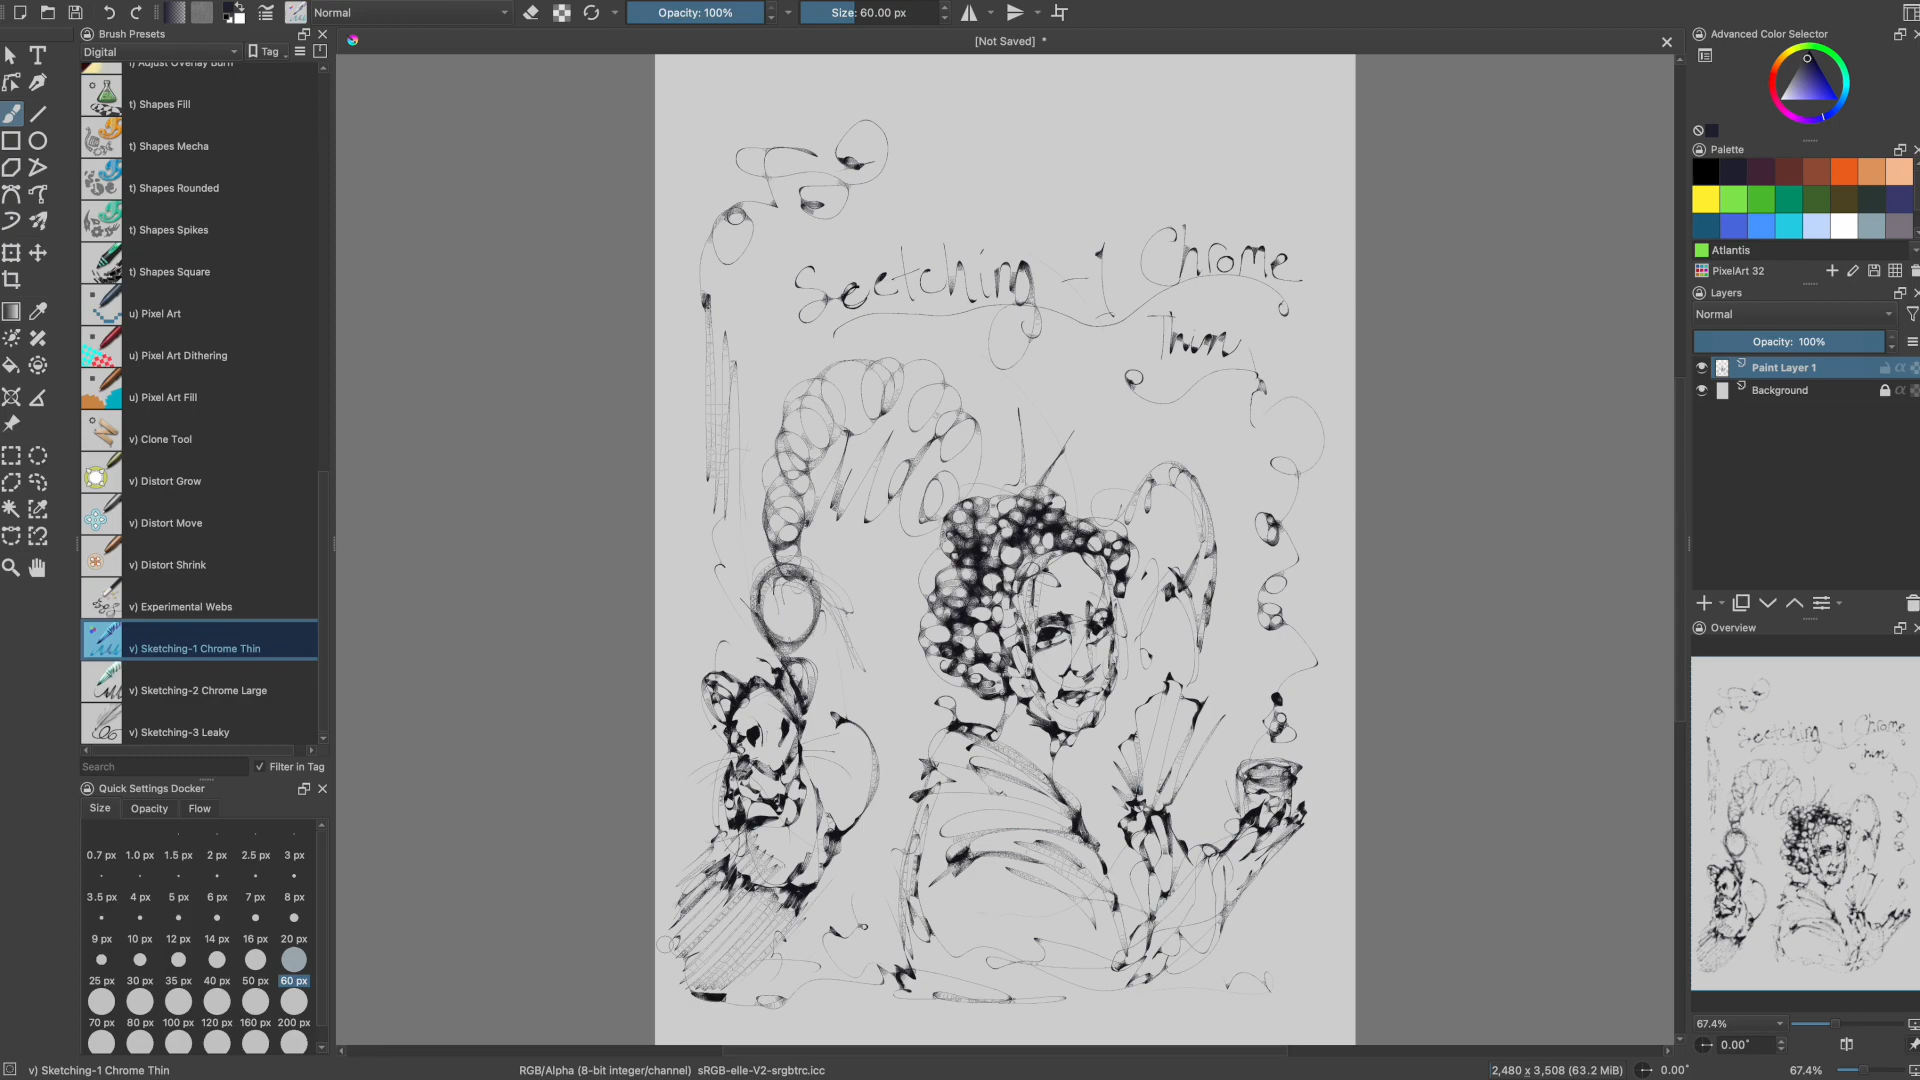 Normal
Opacity: 100%
Size: 60.00 px
Brush Presets
[Not Saved] *
Advanced Color Selector
Digital
Tag
i) Adjust Overlay Burn
t) Shapes Fill
t) Shapes Mecha
t) Shapes Rounded
t) Shapes Spikes
t) Shapes Square
u) Pixel Art
u) Pixel Art Dithering
u) Pixel Art Fill
v) Clone Tool
v) Distort Grow
v) Distort Move
v) Distort Shrink
v) Experimental Webs
v) Sketching-1 Chrome Thin
v) Sketching-2 Chrome Large
v) Sketching-3 Leaky
Search
Filter in Tag
Quick Settings Docker
Size
Opacity
Flow
0.7 px 1.0 px 1.5 px 2 px 2.5 px 3 px
3.5 px 4 px 5 px 6 px 7 px 8 px
9 px 10 px 12 px 14 px 16 px 20 px
25 px 30 px 35 px 40 px 50 px 60 px
70 px 80 px 100 px 120 px 160 px 200 px
Scetching - 1 Chrome
Thin
Palette
Atlantis
PixelArt 32
Layers
Normal
Opacity: 100%
Paint Layer 1
Background
Overview
67.4%
0.00°
v) Sketching-1 Chrome Thin
RGB/Alpha (8-bit integer/channel) sRGB-elle-V2-srgbtrc.icc
2,480 x 3,508 (63.2 MiB)
0.00°
67.4%